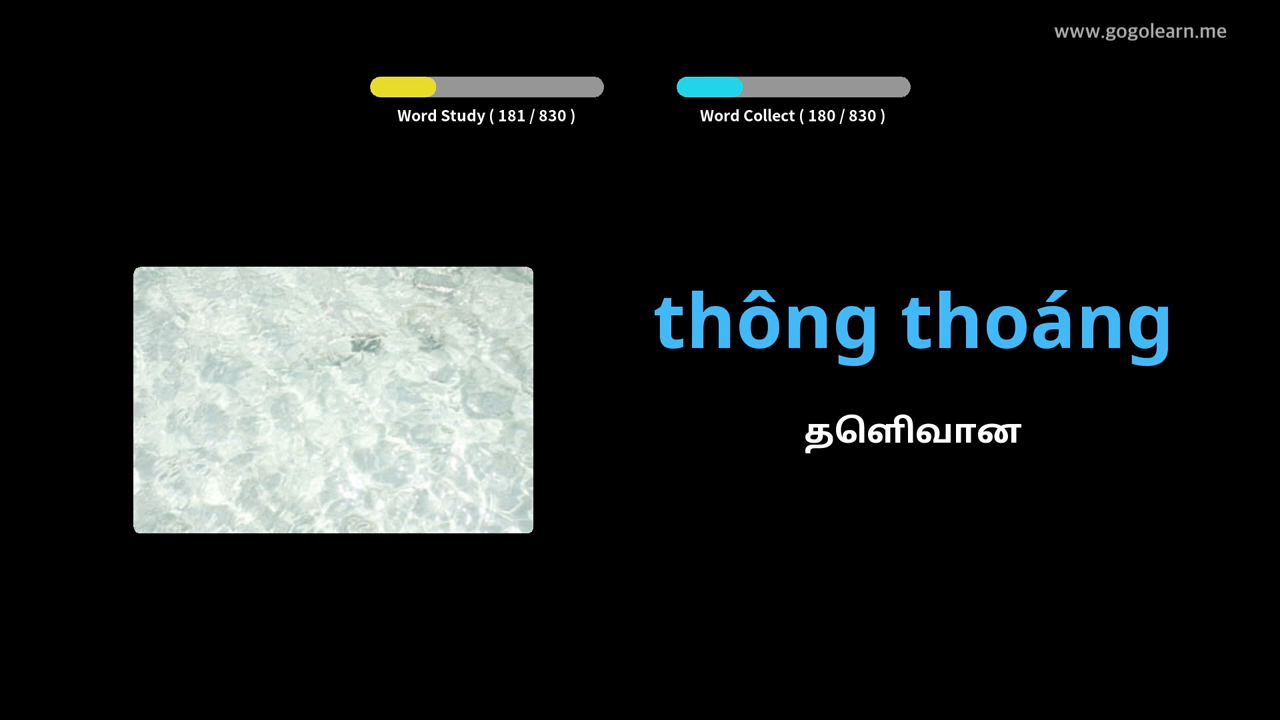 www.gogolearn.me
Word Study ( 181 / 830 )
Word Collect ( 180 / 830 )
thông thoáng
தெளிவான